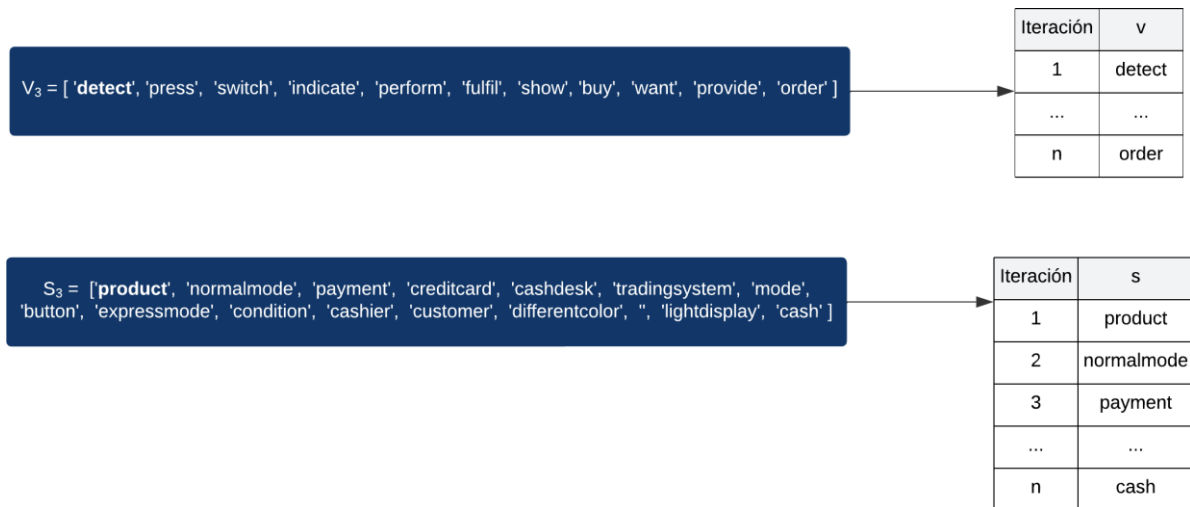 V₃ = [ 'detect', 'press', 'switch', 'indicate', 'perform', 'fulfil', 'show', 'buy', 'want', 'provide', 'order' ]
Iteración v
1 detect
... ...
n order
S₃ = ['product', 'normalmode', 'payment', 'creditcard', 'cashdesk', 'tradingsystem', 'mode',
'button', 'expressmode', 'condition', 'cashier', 'customer', 'differentcolor', '', 'lightdisplay', 'cash' ]
Iteración s
1 product
2 normalmode
3 payment
... ...
n cash